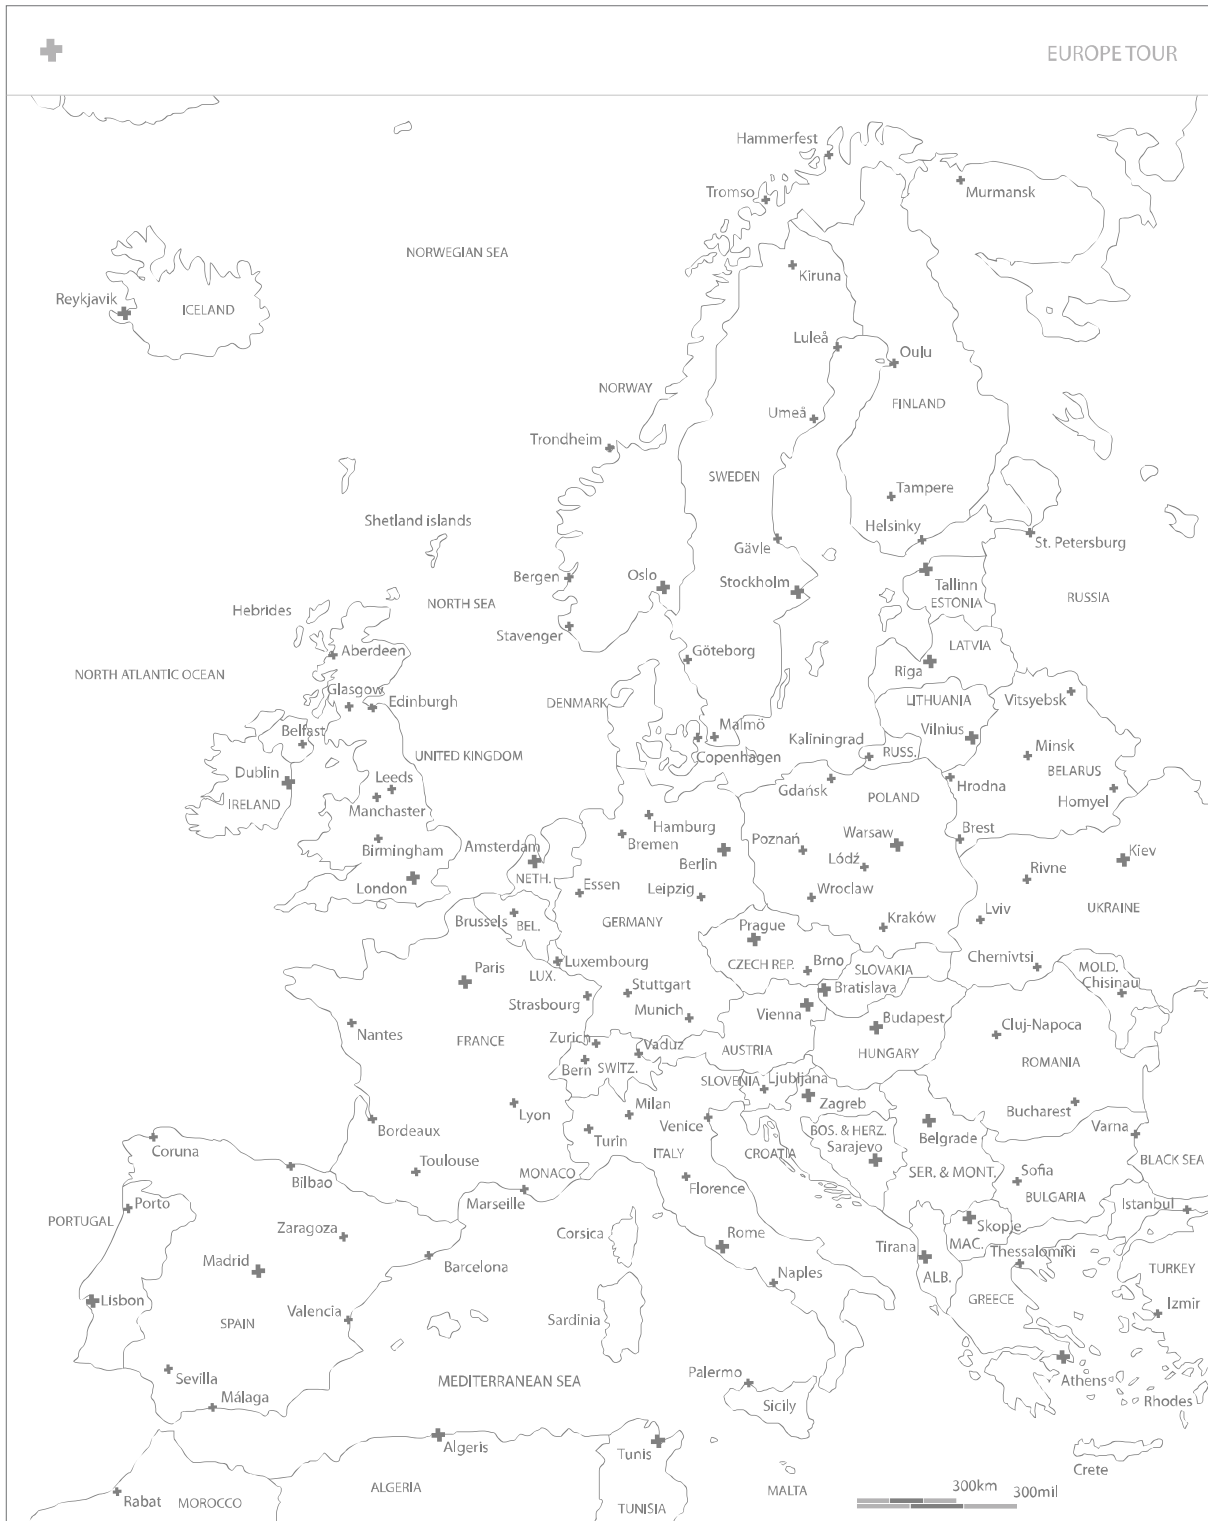 EUROPE TOUR
Hammerfest
Murmansk
Tromso
NORWEGIAN SEA
Kiruna
Reykjavik
ICELAND
Luleå
Oulu
NORWAY
FINLAND
Umeå
Trondheim
SWEDEN
Tampere
Shetland islands
Helsinky
St. Petersburg
Gävle
Bergen
Oslo
Stockholm
Tallinn
ESTONIA
RUSSIA
Hebrides
NORTH SEA
Stavenger
LATVIA
Aberdeen
Göteborg
Riga
NORTH ATLANTIC OCEAN
Glasgow
Edinburgh
DENMARK
LITHUANIA
Vitsyebsk
Belfast
Malmö
Kaliningrad
Vilnius
UNITED KINGDOM
Copenhagen
RUSS.
Minsk
Dublin
Leeds
BELARUS
Gdańsk
POLAND
Hrodna
IRELAND
Manchaster
Homyel
Hamburg
Birmingham
Amsterdam
Bremen
Poznań
Warsaw
Brest
Berlin
Lódź
Kiev
London
NETH.
Essen
Leipzig
Wroclaw
Rivne
Brussels
BEL.
GERMANY
Prague
Kraków
Lviv
UKRAINE
Paris
Luxembourg
LUX.
CZECH REP.
Brno
SLOVAKIA
Chernivtsi
MOLD.
Chisinau
Strasbourg
Stuttgart
Bratislava
Munich
Vienna
Budapest
Nantes
FRANCE
Zurich
Vaduz
AUSTRIA
HUNGARY
Cluj-Napoca
Bern
SWITZ.
ROMANIA
SLOVENIA
Ljubljana
Lyon
Milan
Zagreb
Bucharest
Bordeaux
Turin
Venice
BOS. & HERZ.
Belgrade
Varna
Coruna
ITALY
CROATIA
Sarajevo
BLACK SEA
Bilbao
Toulouse
MONACO
SER. & MONT.
Sofia
Marseille
Florence
BULGARIA
Porto
PORTUGAL
Zaragoza
Corsica
Rome
Skopje
Istanbul
Madrid
Barcelona
Tirana
MAC.
Thessalomiki
Naples
ALB.
TURKEY
Lisbon
Valencia
Sardinia
GREECE
Izmir
SPAIN
Sevilla
MEDITERRANEAN SEA
Palermo
Athens
Málaga
Sicily
Rhodes
Algeris
Tunis
Crete
ALGERIA
MALTA
300km
300mil
Rabat
MOROCCO
TUNISIA